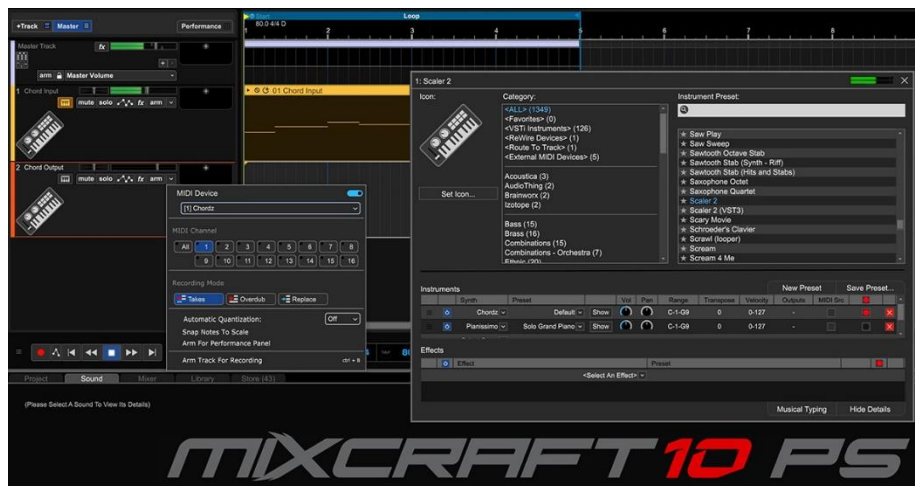 +Track Master Performance
Start Loop
80.0 4/4 D
1 2 3 4 5 6 7 8
Master Track fx
arm Master Volume
1 Chord Input
mute solo fx arm
01 Chord Input
2 Chord Output
mute solo fx arm
MIDI Device
[1] Chordz
MIDI Channel
All 1 2 3 4 5 6 7 8
9 10 11 12 13 14 15 16
Recording Mode
Takes Overdub Replace
Automatic Quantization: Off
Snap Notes To Scale
Arm For Performance Panel
Arm Track For Recording ctrl + R
Project Sound Mixer Library Store (43)
(Please Select A Sound To View Its Details)
1: Scaler 2
Icon:
Set Icon...
Category:
<ALL> (1349)
<Favorites> (0)
<VSTi Instruments> (126)
<ReWire Devices> (1)
<Route To Track> (1)
<External MIDI Devices> (5)
Acoustica (3)
AudioThing (2)
Brainworx (2)
Izotope (2)
Bass (15)
Brass (16)
Combinations (15)
Combinations - Orchestra (7)
Ethnic (20)
Instrument Preset:
Saw Play
Saw Sweep
Sawtooth Octave Stab
Sawtooth Stab (Synth - Riff)
Sawtooth Stab (Hits and Stabs)
Saxophone Octet
Saxophone Quartet
Scaler 2
Scaler 2 (VST3)
Scary Movie
Schroeder's Clavier
Scrawl (looper)
Scream
Scream 4 Me
Instruments New Preset Save Preset...
Synth Preset Vol Pan Range Transpose Velocity Outputs MIDI Src
Chordz Default Show C-1-G9 0 0-127 -
Pianissimo Solo Grand Piano Show C-1-G9 0 0-127 -
Effects
Effect Preset
<Select An Effect>
Musical Typing Hide Details
MIXCRAFT 10 PS